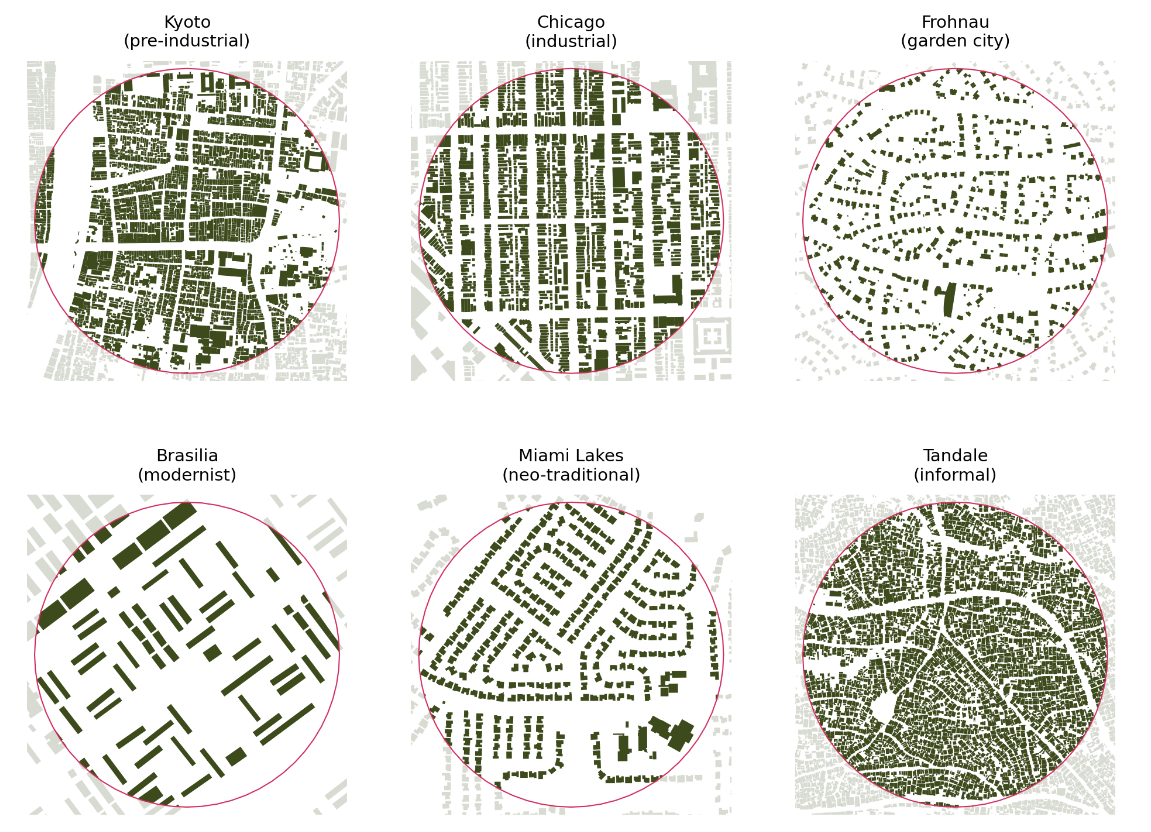 Kyoto
(pre-industrial)
Chicago
(industrial)
Frohnau
(garden city)
Brasilia
(modernist)
Miami Lakes
(neo-traditional)
Tandale
(informal)